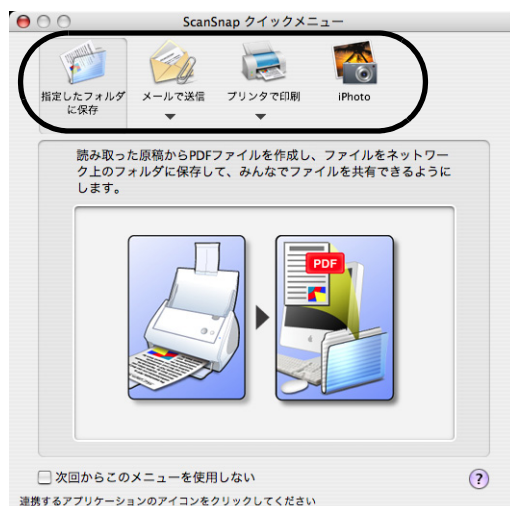 ScanSnap クイックメニュー
指定したフォルダ
に保存
メールで送信
プリンタで印刷
iPhoto
読み取った原稿からPDFファイルを作成し、ファイルをネットワー
ク上のフォルダに保存して、みんなでファイルを共有できるように
します。
PDF
次回からこのメニューを使用しない
?
連携するアプリケーションのアイコンをクリックしてください